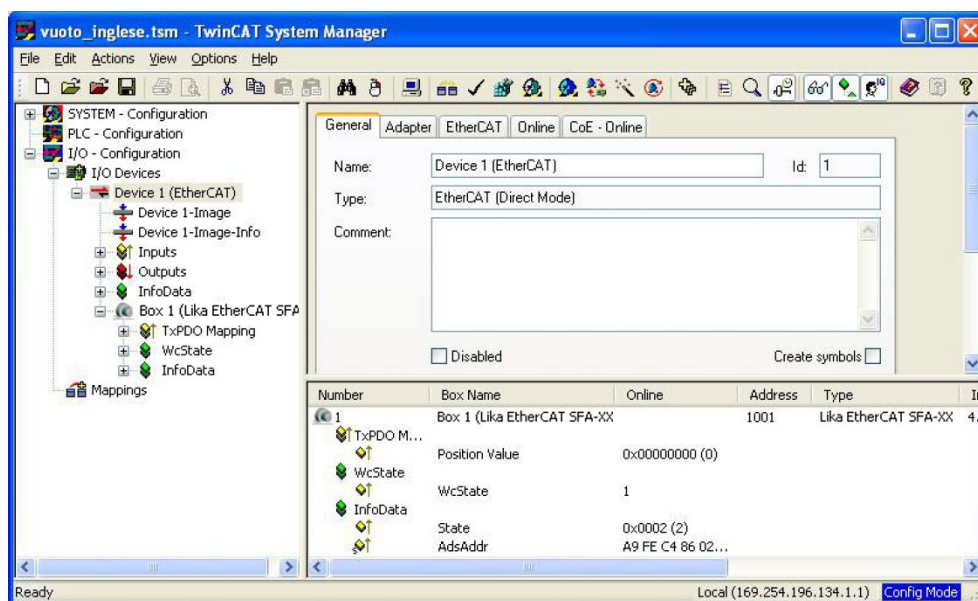 vuoto_inglese.tsm - TwinCAT System Manager
File Edit Actions View Options Help
SYSTEM - Configuration
PLC - Configuration
I/O - Configuration
I/O Devices
Device 1 (EtherCAT)
Device 1-Image
Device 1-Image-Info
Inputs
Outputs
InfoData
Box 1 (Lika EtherCAT SFA
TxPDO Mapping
WcState
InfoData
Mappings
General Adapter EtherCAT Online CoE - Online
Name: Device 1 (EtherCAT) Id: 1
Type: EtherCAT (Direct Mode)
Comment:
Disabled Create symbols
Number Box Name Online Address Type
1 Box 1 (Lika EtherCAT SFA-XX 1001 Lika EtherCAT SFA-XX 4.
TxPDO M...
Position Value 0x00000000 (0)
WcState
WcState 1
InfoData
State 0x0002 (2)
AdsAddr A9 FE C4 86 02...
Ready Local (169.254.196.134.1.1) Config Mode